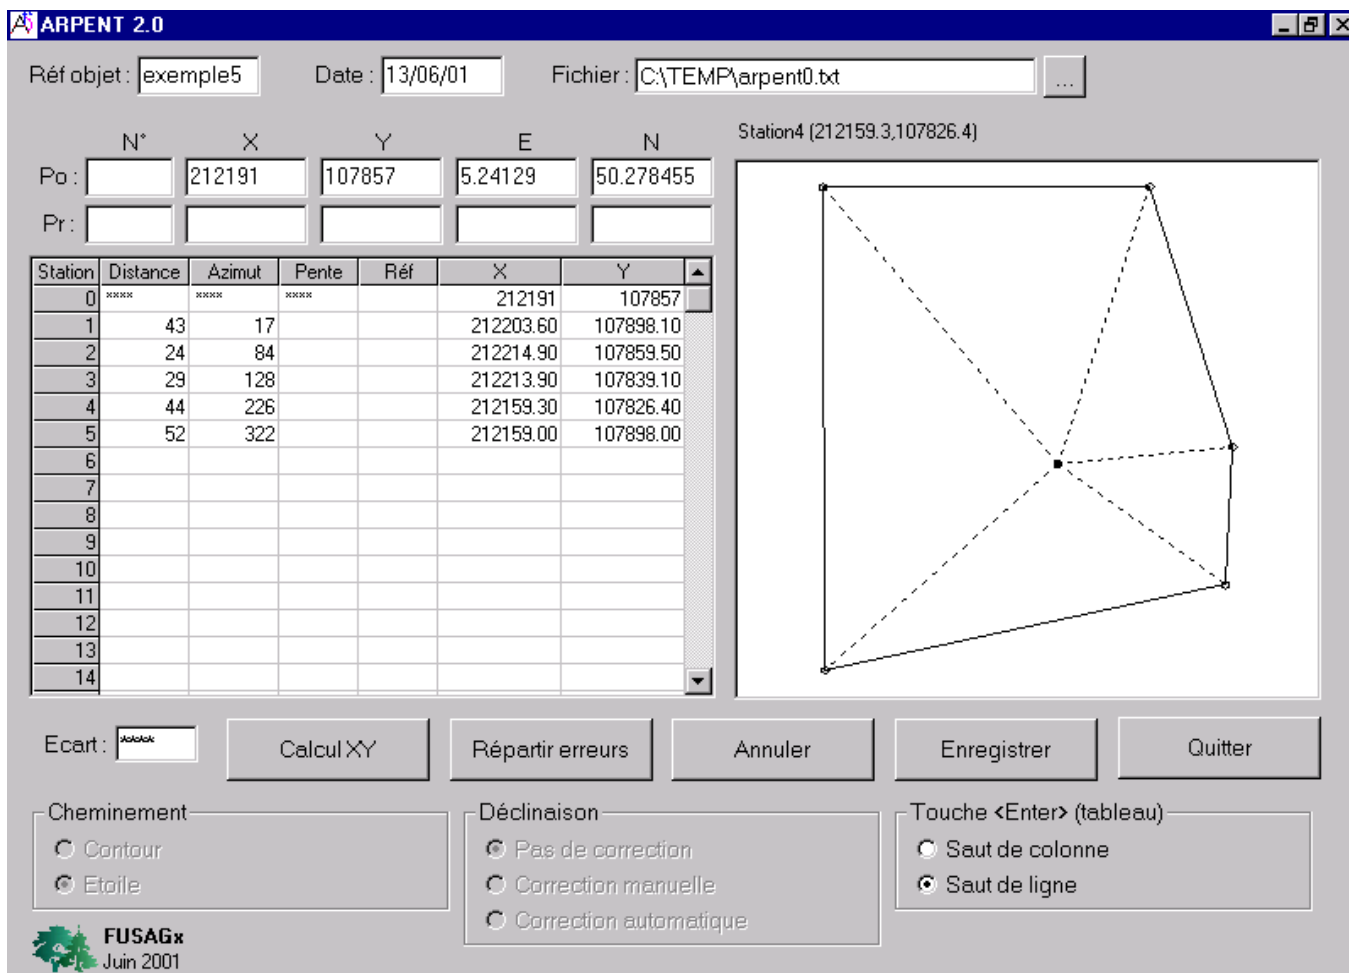 ARPENT 2.0
Réf objet : exemple5 Date : 13/06/01 Fichier : C:\TEMP\arpent0.txt ...
N° X Y E N
Po : 212191 107857 5.24129 50.278455
Pr :
Station4 (212159.3,107826.4)
Station Distance Azimut Pente Réf X Y
0 **** **** **** 212191 107857
1 43 17 212203.60 107898.10
2 24 84 212214.90 107859.50
3 29 128 212213.90 107839.10
4 44 226 212159.30 107826.40
5 52 322 212159.00 107898.00
6
7
8
9
10
11
12
13
14
Ecart : ***** Calcul XY Répartir erreurs Annuler Enregistrer Quitter
Cheminement
Contour
Etoile
Déclinaison
Pas de correction
Correction manuelle
Correction automatique
Touche <Enter> (tableau)
Saut de colonne
Saut de ligne
FUSAGx
Juin 2001